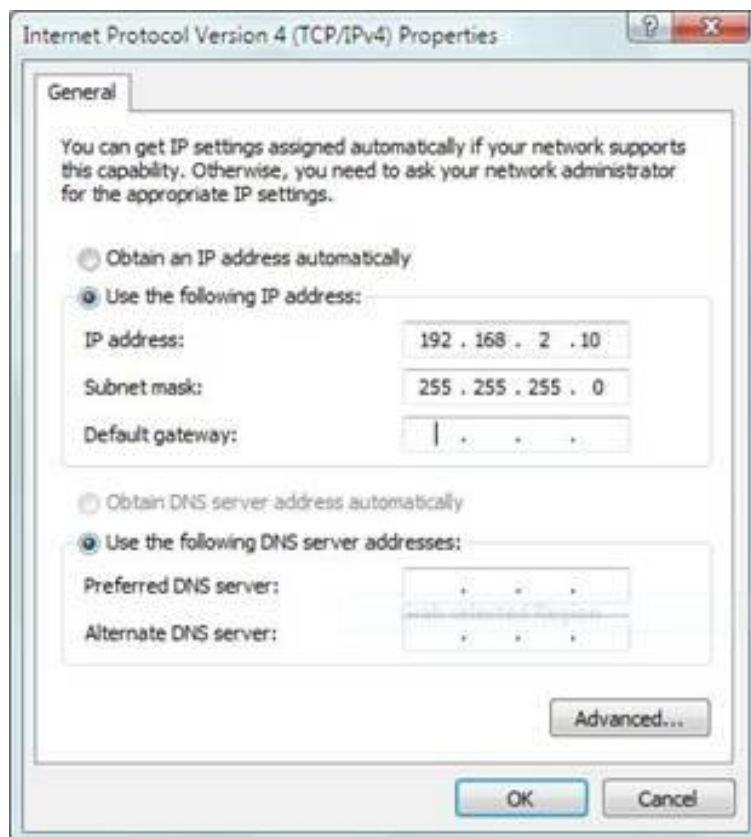 Internet Protocol Version 4 (TCP/IPv4) Properties
?
General
You can get IP settings assigned automatically if your network supports
this capability. Otherwise, you need to ask your network administrator
for the appropriate IP settings.
Obtain an IP address automatically
Use the following IP address:
IP address: 192 . 168 . 2 . 10
Subnet mask: 255 . 255 . 255 . 0
Default gateway: . . .
Obtain DNS server address automatically
Use the following DNS server addresses:
Preferred DNS server: . . .
Grab selected Region
Alternate DNS server: . . .
Advanced...
OK Cancel